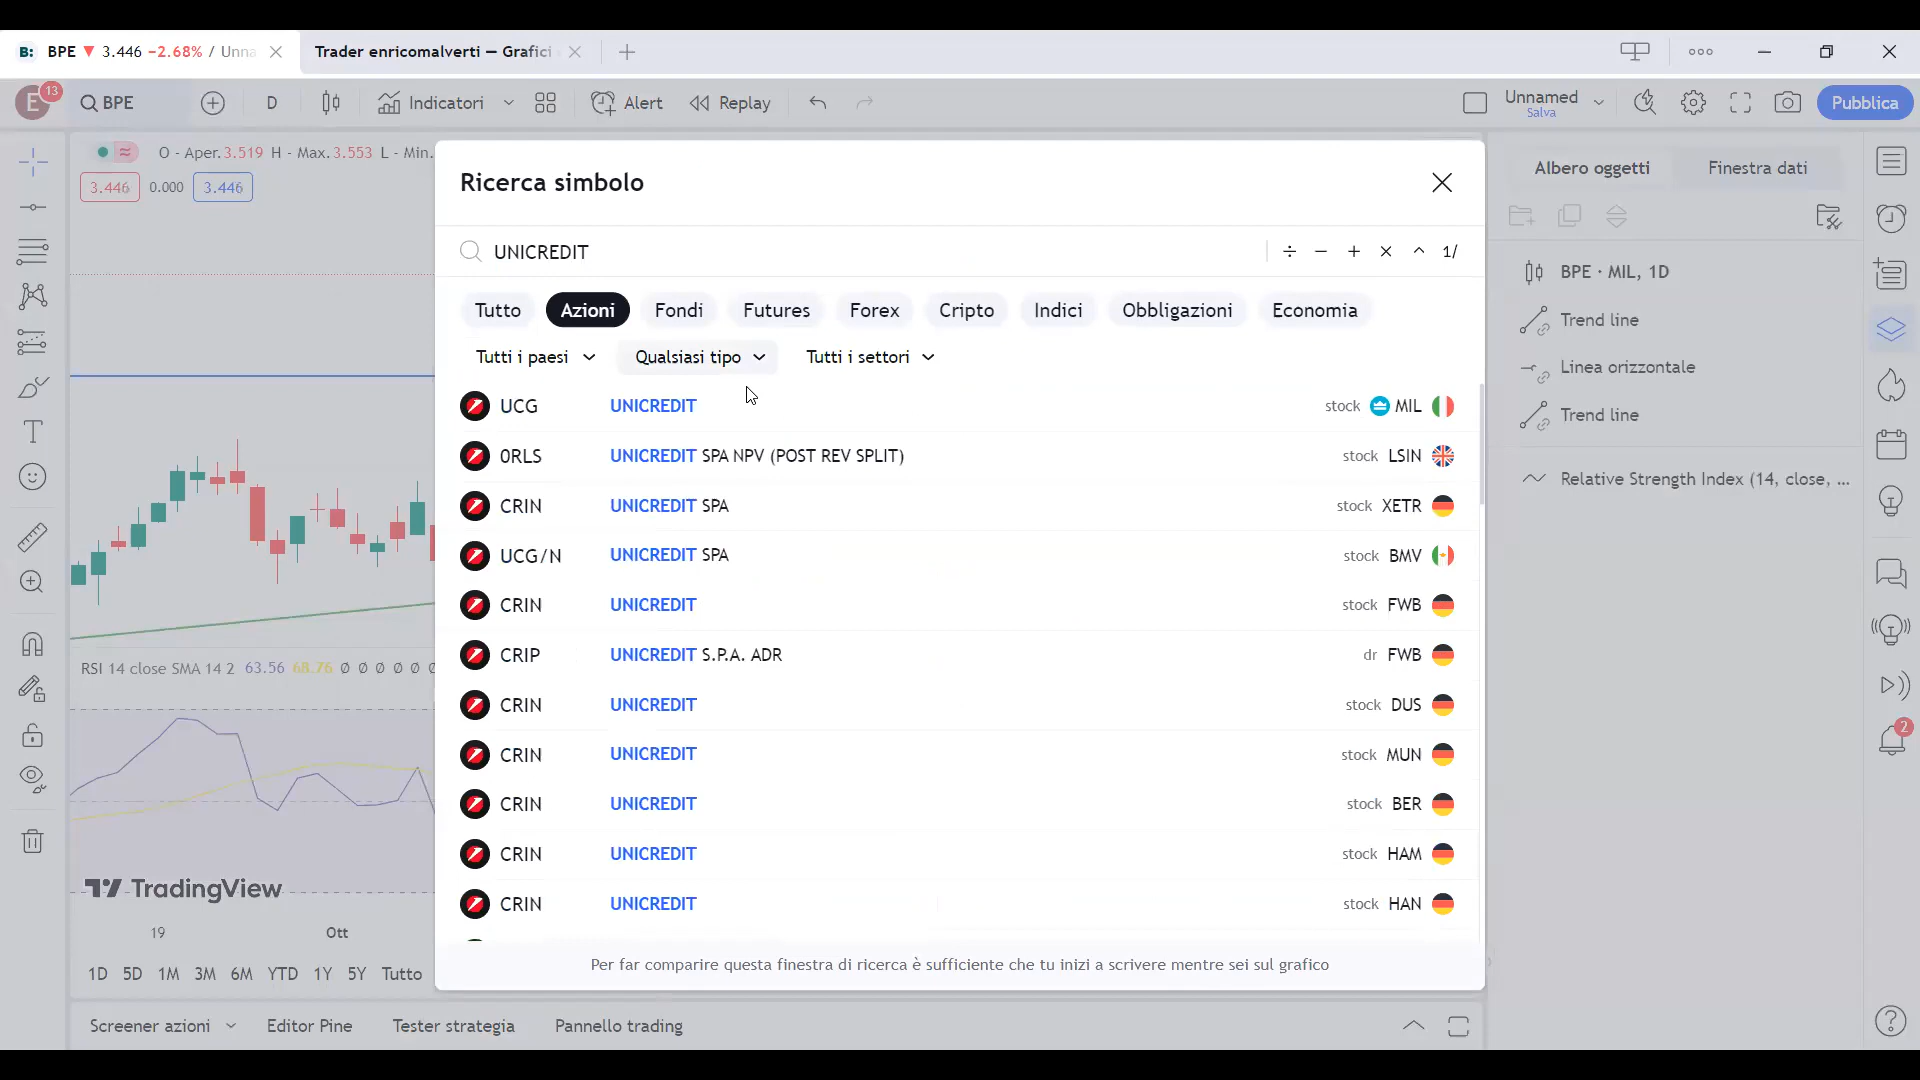 B: BPE ▼ 3.446 −2.68% / Unna
Trader enricomalverti — Grafici
E 13
BPE
D
Indicatori
Alert
Replay
Unnamed
Salva
Pubblica
O - Aper.3.519 H - Max.3.553 L - Min.
3.446 0.000 3.446
Ricerca simbolo
UNICREDIT
÷ − + × ^ 1/
Tutto Azioni Fondi Futures Forex Cripto Indici Obbligazioni Economia
Tutti i paesi Qualsiasi tipo Tutti i settori
UCG UNICREDIT stock MIL
0RLS UNICREDIT SPA NPV (POST REV SPLIT) stock LSIN
CRIN UNICREDIT SPA stock XETR
UCG/N UNICREDIT SPA stock BMV
CRIN UNICREDIT stock FWB
CRIP UNICREDIT S.P.A. ADR dr FWB
CRIN UNICREDIT stock DUS
CRIN UNICREDIT stock MUN
CRIN UNICREDIT stock BER
CRIN UNICREDIT stock HAM
CRIN UNICREDIT stock HAN
Per far comparire questa finestra di ricerca è sufficiente che tu inizi a scrivere mentre sei sul grafico
Albero oggetti Finestra dati
BPE · MIL, 1D
Trend line
Linea orizzontale
Trend line
Relative Strength Index (14, close, ...
RSI 14 close SMA 14 2 63.56 68.76 Ø Ø Ø Ø Ø
TradingView
19 Ott
1D 5D 1M 3M 6M YTD 1Y 5Y Tutto
Screener azioni Editor Pine Tester strategia Pannello trading
2